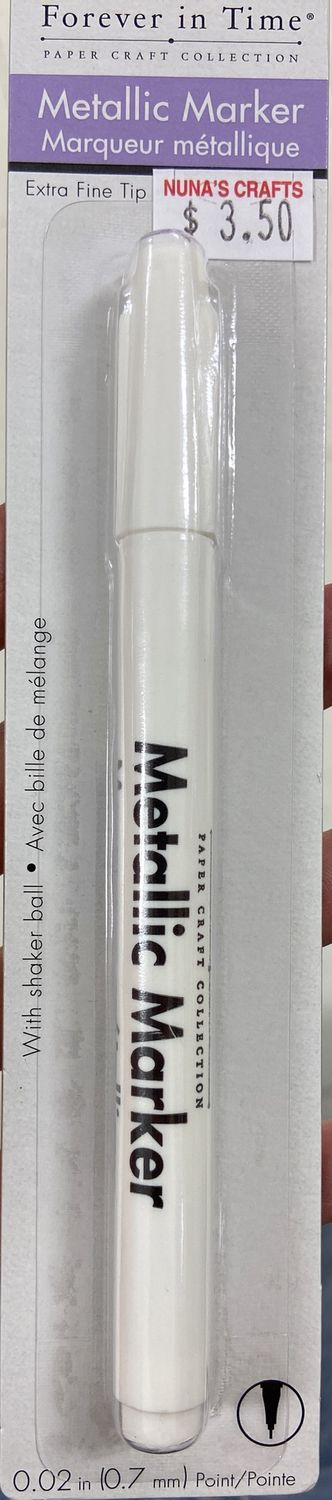 Forever in Time®
PAPER CRAFT COLLECTION
Metallic Marker
Marqueur métallique
Extra Fine Tip
NUNA'S CRAFTS
$ 3.50
With shaker ball • Avec bille de mélange
Metallic Marker
PAPER CRAFT COLLECTION
0.02 in (0.7 mm) Point/Pointe